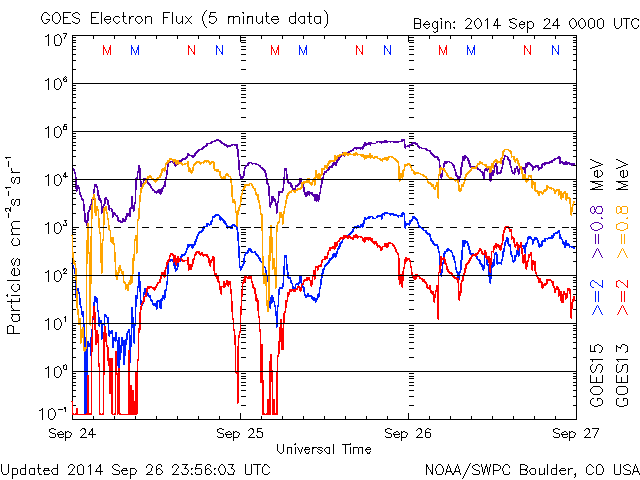 GOES Electron Flux (5 minute data)
Begin: 2014 Sep 24 0000 UTC
10⁷
M M N N M M N N M M N N
10⁶
10⁵
10⁴
10³
10²
10¹
10⁰
10⁻¹
Particles cm⁻²s⁻¹sr⁻¹
Sep 24 Sep 25 Sep 26 Sep 27
Universal Time
GOES15 >=2 >=0.8 MeV
GOES13 >=2 >=0.8 MeV
Updated 2014 Sep 26 23:56:03 UTC
NOAA/SWPC Boulder, CO USA